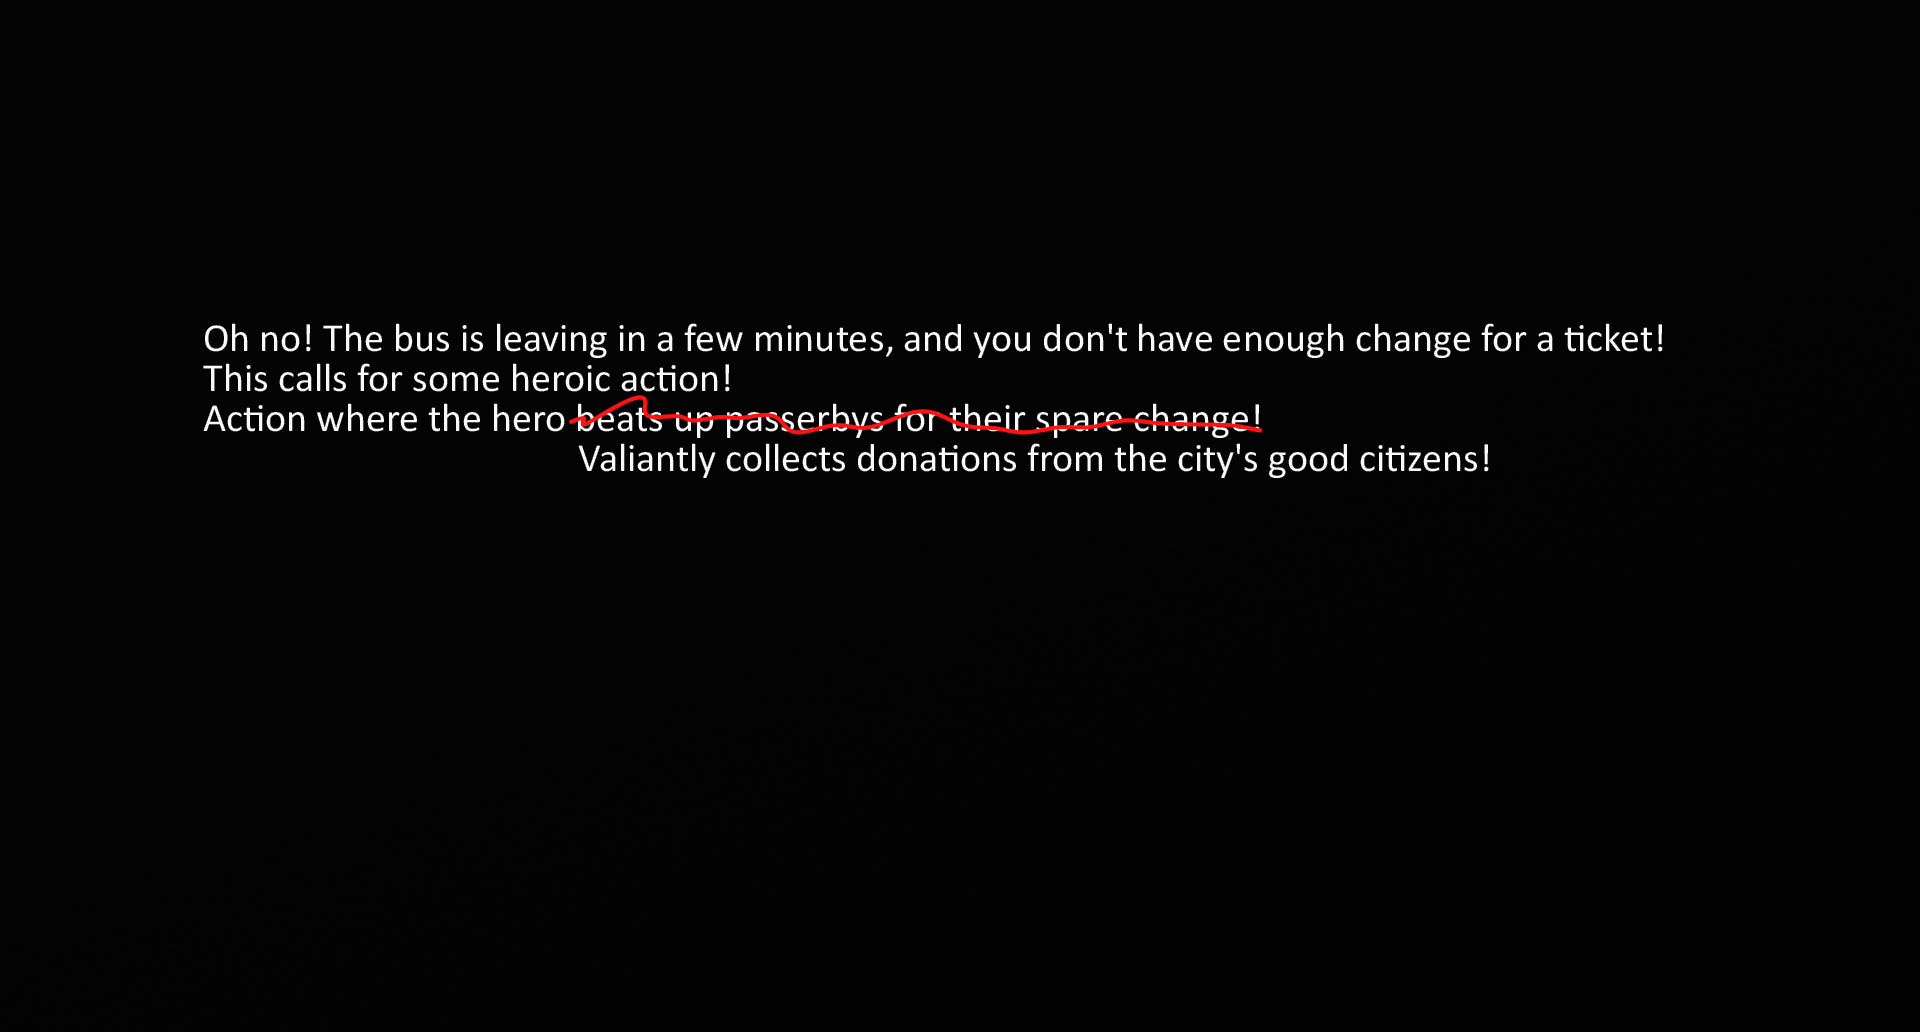 Oh no! The bus is leaving in a few minutes, and you don't have enough change for a ticket!
This calls for some heroic action!
Action where the hero beats up passerbys for their spare change!
Valiantly collects donations from the city's good citizens!